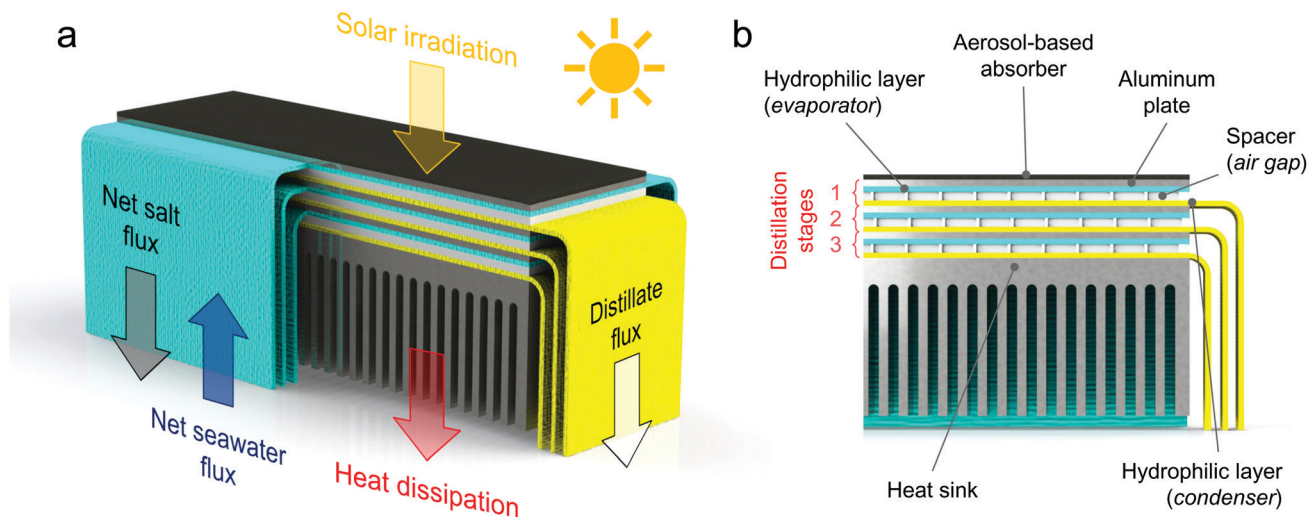 a
Solar irradiation
Net salt
flux
Net seawater
flux
Heat dissipation
Distillate
flux
b
Aerosol-based
absorber
Hydrophilic layer
(evaporator)
Aluminum
plate
Spacer
(air gap)
Distillation
stages
1
2
3
Heat sink
Hydrophilic layer
(condenser)